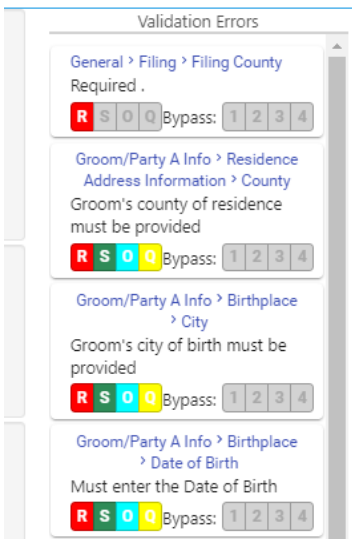 Validation Errors
General > Filing > Filing County
Required .
R S O Q Bypass: 1 2 3 4
Groom/Party A Info > Residence
Address Information > County
Groom's county of residence
must be provided
R S O Q Bypass: 1 2 3 4
Groom/Party A Info > Birthplace
> City
Groom's city of birth must be
provided
R S O Q Bypass: 1 2 3 4
Groom/Party A Info > Birthplace
> Date of Birth
Must enter the Date of Birth
R S O Q Bypass: 1 2 3 4